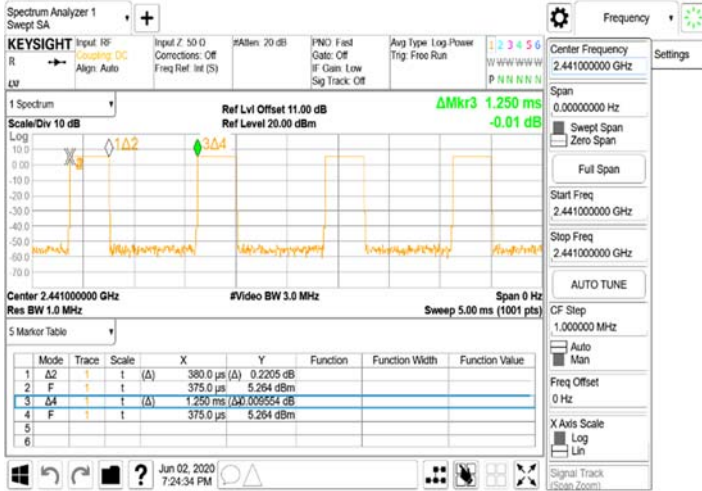 Spectrum Analyzer 1
Swept SA
+
Frequency
KEYSIGHT
R
Input: RF
Coupling: DC
Align: Auto
Input Z: 50 Ω
Corrections: Off
Freq Ref: Int (S)
#Atten: 20 dB
PNO: Fast
Gate: Off
IF Gain: Low
Sig Track: Off
Avg Type: Log-Power
Trig: Free Run
1 2 3 4 5 6
W W W W W W
P N N N N N
Settings
Center Frequency
2.441000000 GHz
Span
0.00000000 Hz
Swept Span
Zero Span
Full Span
Start Freq
2.441000000 GHz
Stop Freq
2.441000000 GHz
AUTO TUNE
CF Step
1.000000 MHz
Auto
Man
Freq Offset
0 Hz
X Axis Scale
Log
Lin
Signal Track
(Span Zoom)
1 Spectrum
Scale/Div 10 dB
Ref Lvl Offset 11.00 dB
Ref Level 20.00 dBm
ΔMkr3 1.250 ms
-0.01 dB
Log
10.0
0.00
-10.0
-20.0
-30.0
-40.0
-50.0
-60.0
-70.0
1Δ2
3Δ4
Center 2.441000000 GHz
Res BW 1.0 MHz
#Video BW 3.0 MHz
Span 0 Hz
Sweep 5.00 ms (1001 pts)
5 Marker Table
Mode Trace Scale X Y Function Function Width Function Value
1 Δ2 1 t (Δ) 380.0 µs (Δ) 0.2205 dB
2 F 1 t 375.0 µs 5.264 dBm
3 Δ4 1 t (Δ) 1.250 ms (Δ) -0.009554 dB
4 F 1 t 375.0 µs 5.264 dBm
5
6
?
Jun 02, 2020
7:24:34 PM